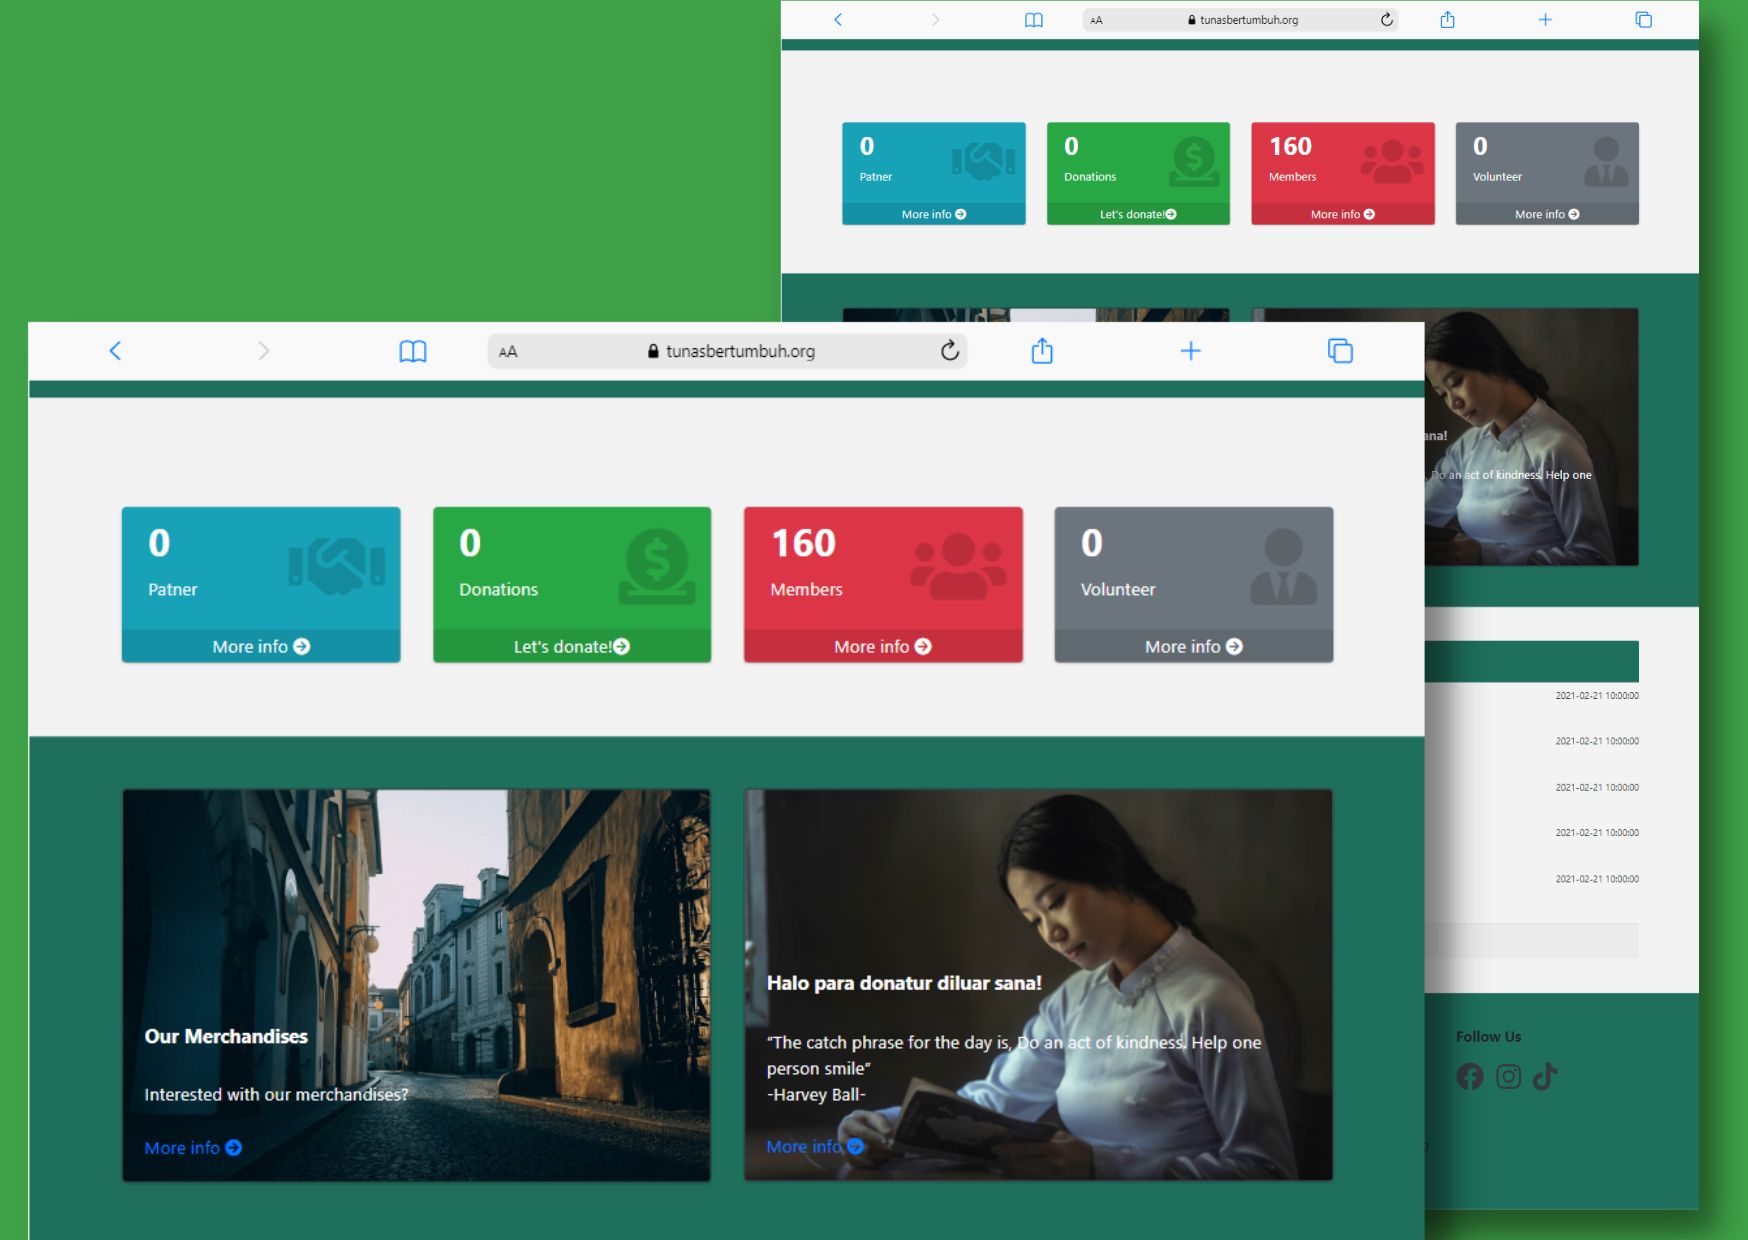 AA
tunasbertumbuh.org
0
Patner
More info
0
Donations
Let's donate!
160
Members
More info
0
Volunteer
More info
ana!
Do an act of kindness. Help one
2021-02-21 10:00:00
2021-02-21 10:00:00
2021-02-21 10:00:00
2021-02-21 10:00:00
2021-02-21 10:00:00
Follow Us
AA
tunasbertumbuh.org
0
Patner
More info
0
Donations
Let's donate!
160
Members
More info
0
Volunteer
More info
Our Merchandises
Interested with our merchandises?
More info
Halo para donatur diluar sana!
“The catch phrase for the day is, Do an act of kindness. Help one
person smile”
-Harvey Ball-
More info